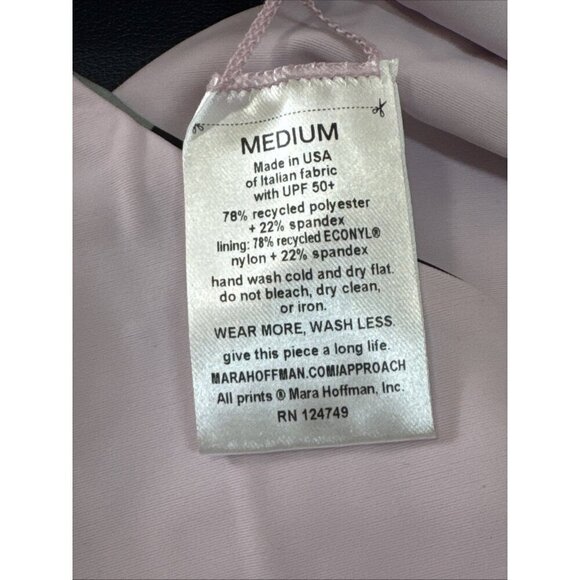 MEDIUM
Made in USA
of Italian fabric
with UPF 50+
78% recycled polyester
+ 22% spandex
lining: 78% recycled ECONYL®
nylon + 22% spandex
hand wash cold and dry flat.
do not bleach, dry clean,
or iron.
WEAR MORE, WASH LESS.
give this piece a long life.
MARAHOFFMAN.COM/APPROACH
All prints ® Mara Hoffman, Inc.
RN 124749